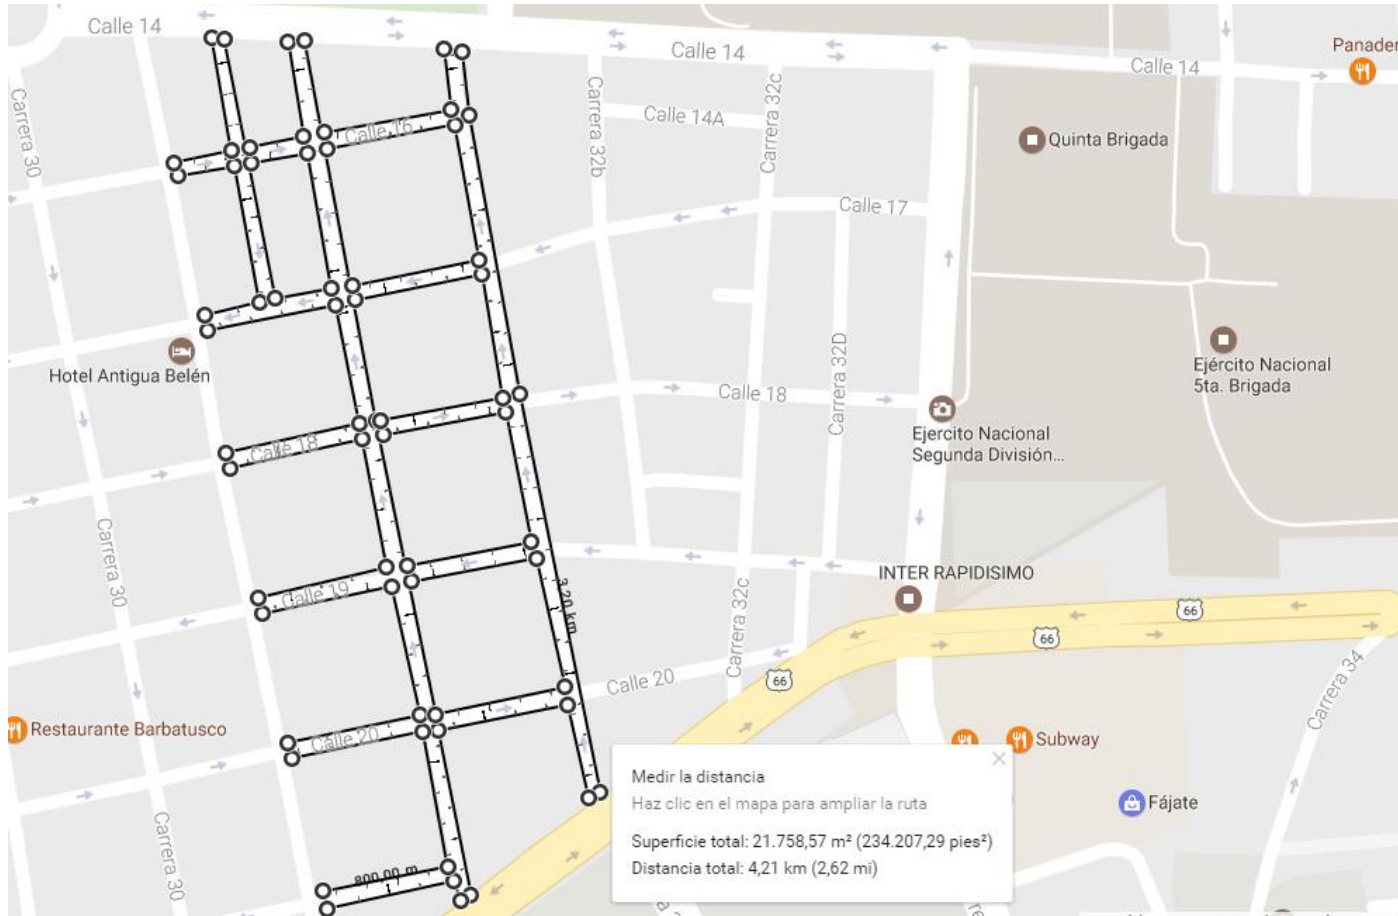 Calle 14
Calle 14
Calle 14
Panader
Carrera 30
Carrera 32b
Carrera 32c
Calle 14A
Calle 16
Quinta Brigada
Calle 17
Hotel Antigua Belén
Carrera 32D
Ejército Nacional
5ta. Brigada
Calle 18
Calle 18
Ejercito Nacional
Segunda División...
Carrera 30
INTER RAPIDISIMO
Calle 19
3,20 km
66
66
66
Carrera 32c
Calle 20
Carrera 34
Restaurante Barbatusco
Calle 20
Subway
Medir la distancia
Haz clic en el mapa para ampliar la ruta
Superficie total: 21.758,57 m² (234.207,29 pies²)
Distancia total: 4,21 km (2,62 mi)
Fájate
Carrera 30
800,00 m